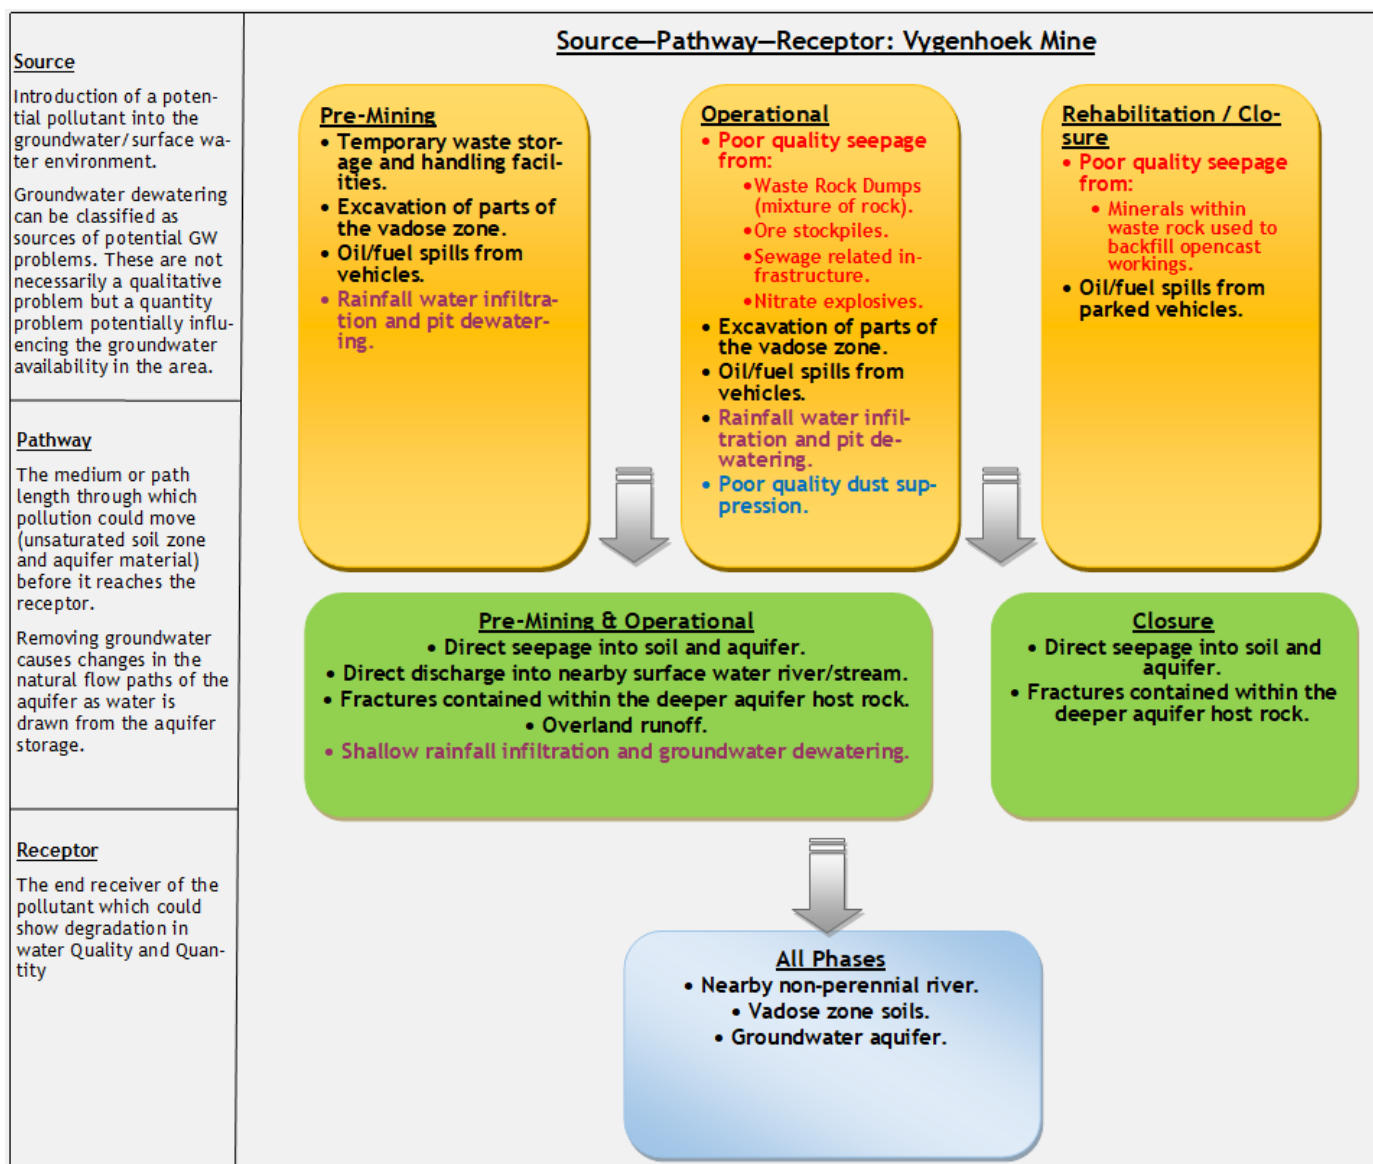 Source—Pathway—Receptor: Vygenhoek Mine
Source
Introduction of a poten-
tial pollutant into the
groundwater/surface wa-
ter environment.
Groundwater dewatering
can be classified as
sources of potential GW
problems. These are not
necessarily a qualitative
problem but a quantity
problem potentially influ-
encing the groundwater
availability in the area.
Pre-Mining
• Temporary waste stor-
age and handling facil-
ities.
• Excavation of parts of
the vadose zone.
• Oil/fuel spills from
vehicles.
• Rainfall water infiltra-
tion and pit dewater-
ing.
Operational
• Poor quality seepage
from:
• Waste Rock Dumps
(mixture of rock).
• Ore stockpiles.
• Sewage related in-
frastructure.
• Nitrate explosives.
• Excavation of parts of
the vadose zone.
• Oil/fuel spills from
vehicles.
• Rainfall water infil-
tration and pit de-
watering.
• Poor quality dust sup-
pression.
Rehabilitation / Clo-
sure
• Poor quality seepage
from:
• Minerals within
waste rock used to
backfill opencast
workings.
• Oil/fuel spills from
parked vehicles.
Pathway
The medium or path
length through which
pollution could move
(unsaturated soil zone
and aquifer material)
before it reaches the
receptor.
Removing groundwater
causes changes in the
natural flow paths of the
aquifer as water is
drawn from the aquifer
storage.
Pre-Mining & Operational
• Direct seepage into soil and aquifer.
• Direct discharge into nearby surface water river/stream.
• Fractures contained within the deeper aquifer host rock.
• Overland runoff.
• Shallow rainfall infiltration and groundwater dewatering.
Closure
• Direct seepage into soil and
aquifer.
• Fractures contained within the
deeper aquifer host rock.
Receptor
The end receiver of the
pollutant which could
show degradation in
water Quality and Quan-
tity
All Phases
• Nearby non-perennial river.
• Vadose zone soils.
• Groundwater aquifer.